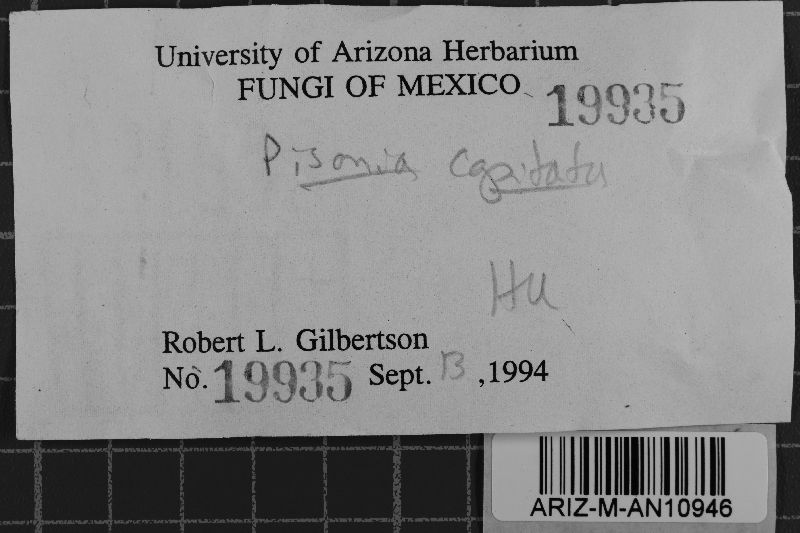 University of Arizona Herbarium
FUNGI OF MEXICO
19935
Pisonia capitata
Hu
Robert L. Gilbertson
No. 19935 Sept. 13, 1994
ARIZ-M-AN10946